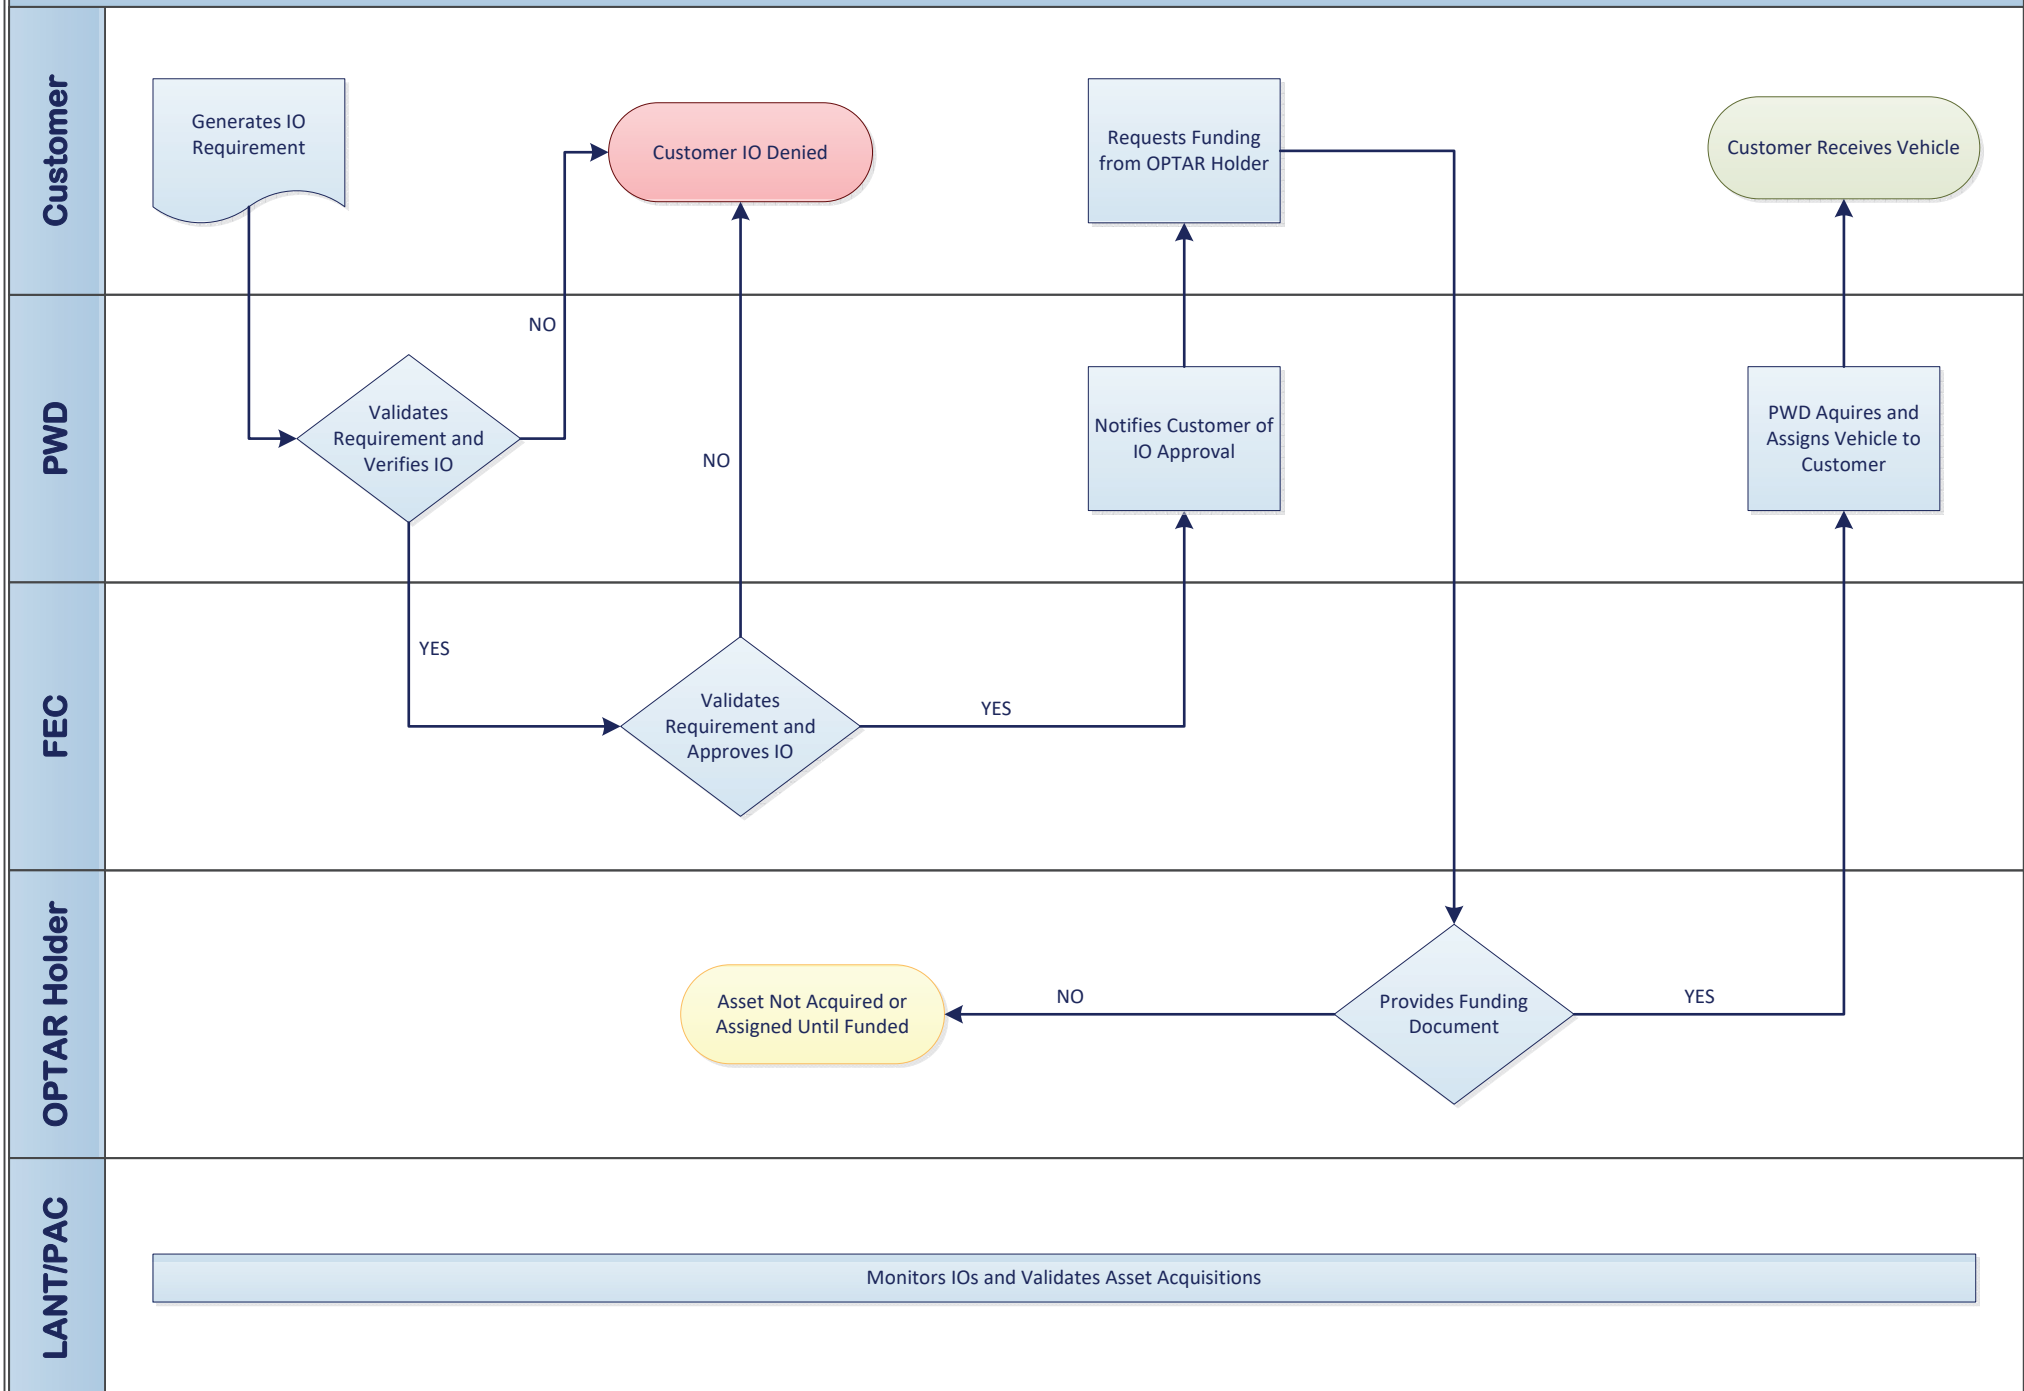 Customer
Generates IO
Requirement
Customer IO Denied
Requests Funding
from OPTAR Holder
Customer Receives Vehicle
PWD
NO
Validates
Requirement and
Verifies IO
NO
Notifies Customer of
IO Approval
PWD Aquires and
Assigns Vehicle to
Customer
FEC
YES
Validates
Requirement and
Approves IO
YES
OPTAR Holder
Asset Not Acquired or
Assigned Until Funded
NO
Provides Funding
Document
YES
LANT/PAC
Monitors IOs and Validates Asset Acquisitions